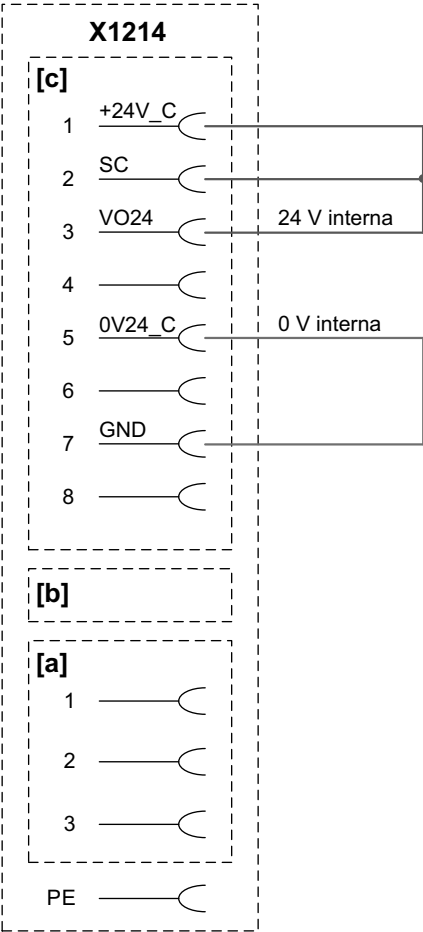 X1214
[c]
1 +24V_C
2 SC
3 VO24 24 V interna
4
5 0V24_C 0 V interna
6
7 GND
8
[b]
[a]
1
2
3
PE